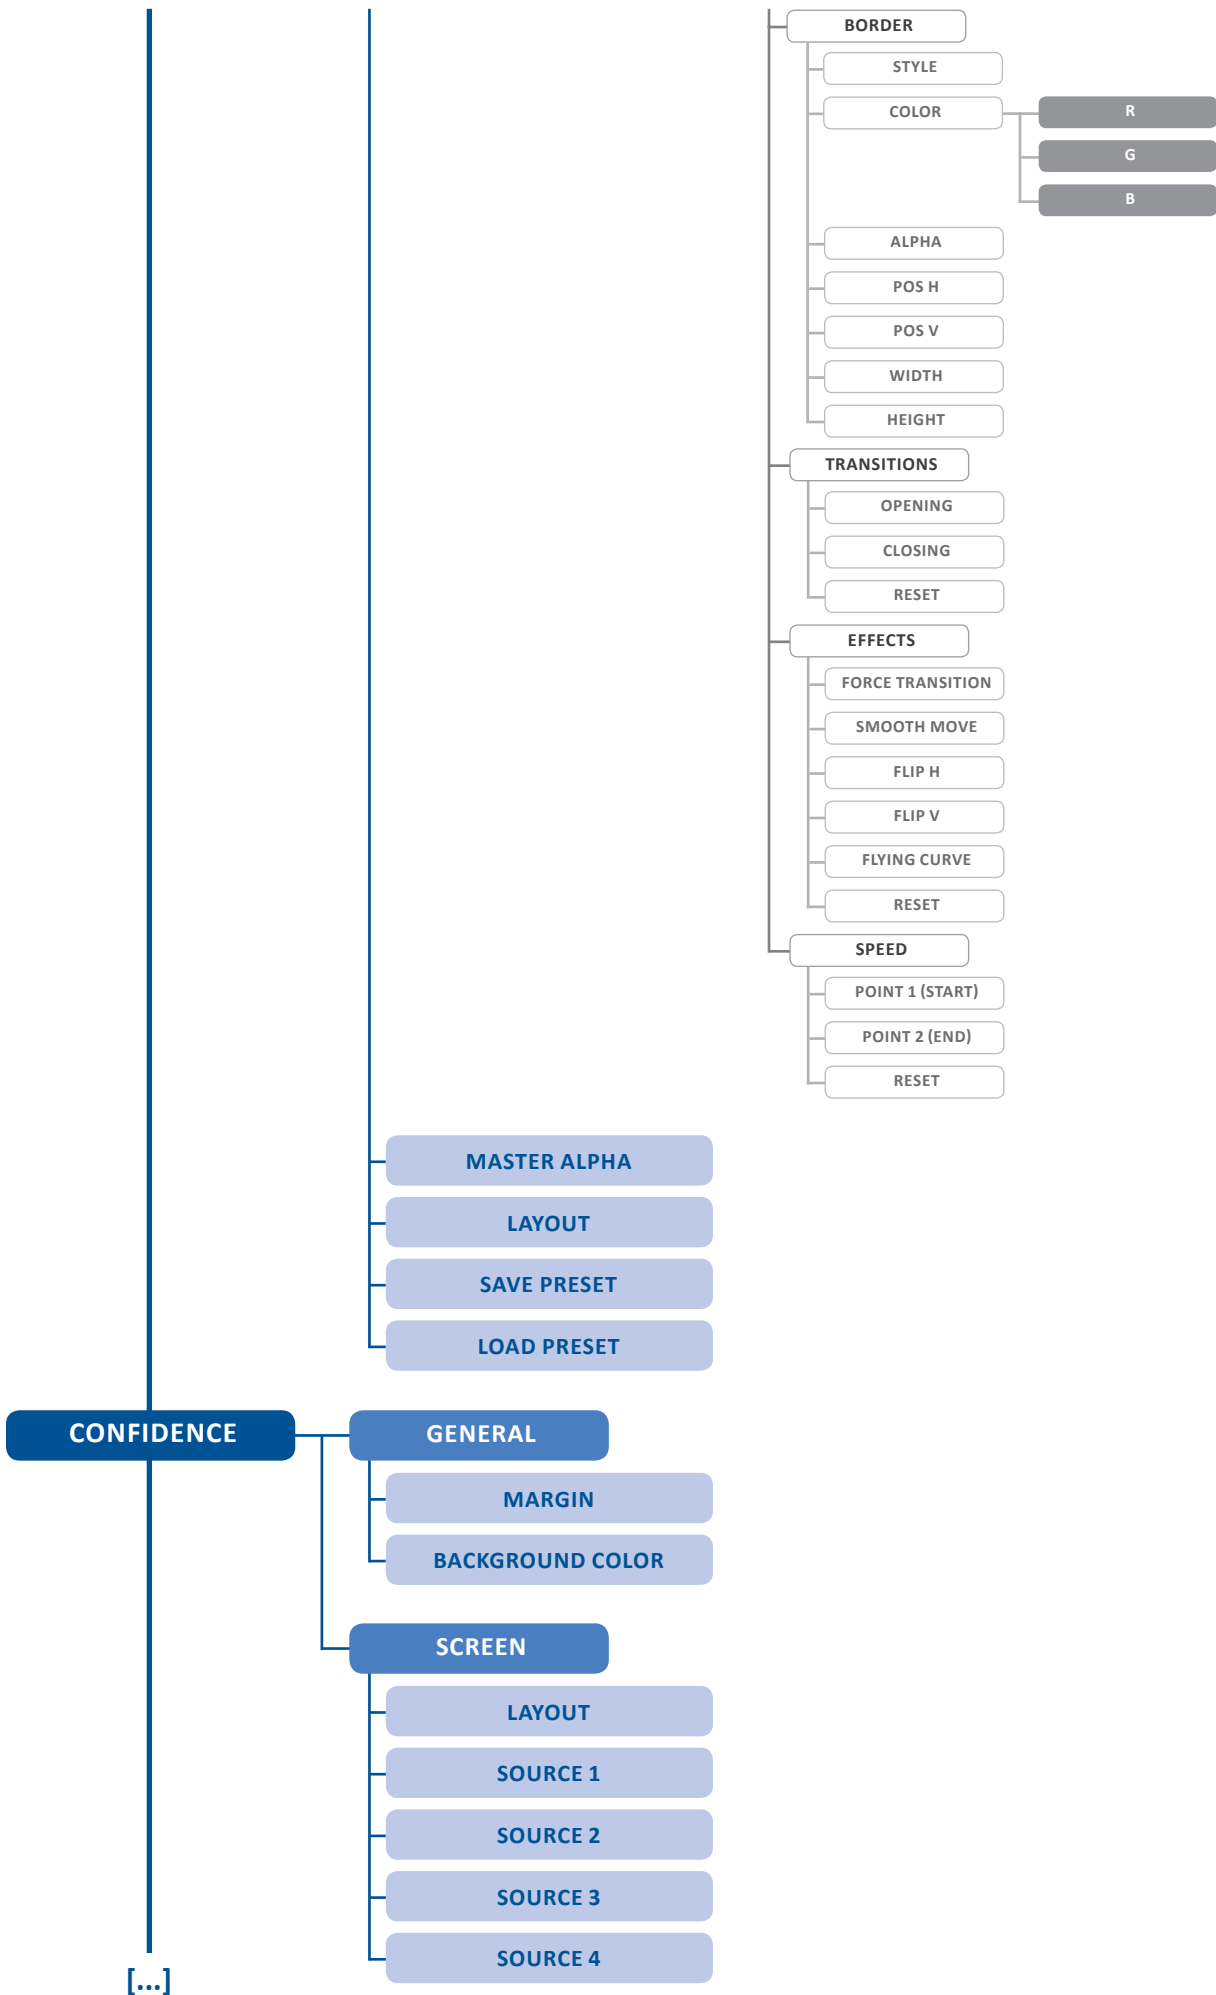 BORDER
STYLE
COLOR
R
G
B
ALPHA
POS H
POS V
WIDTH
HEIGHT
TRANSITIONS
OPENING
CLOSING
RESET
EFFECTS
FORCE TRANSITION
SMOOTH MOVE
FLIP H
FLIP V
FLYING CURVE
RESET
SPEED
POINT 1 (START)
POINT 2 (END)
RESET
MASTER ALPHA
LAYOUT
SAVE PRESET
LOAD PRESET
CONFIDENCE
GENERAL
MARGIN
BACKGROUND COLOR
SCREEN
LAYOUT
SOURCE 1
SOURCE 2
SOURCE 3
SOURCE 4
[...]